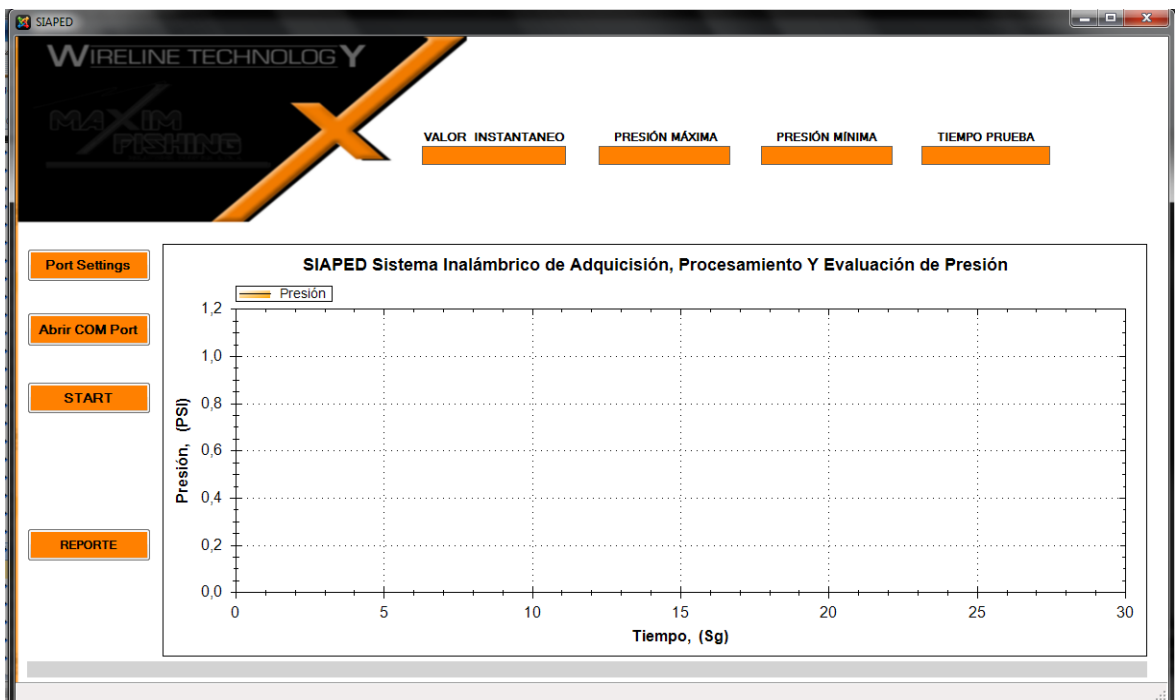 SIAPED
WIRELINE TECHNOLOGY
MAXIM
FISHING
VALOR INSTANTANEO
PRESIÓN MÁXIMA
PRESIÓN MÍNIMA
TIEMPO PRUEBA
Port Settings
Abrir COM Port
START
REPORTE
SIAPED Sistema Inalámbrico de Adquicisión, Procesamiento Y Evaluación de Presión
Presión
1,2
1,0
0,8
0,6
0,4
0,2
0,0
Presión, (PSI)
0 5 10 15 20 25 30
Tiempo, (Sg)